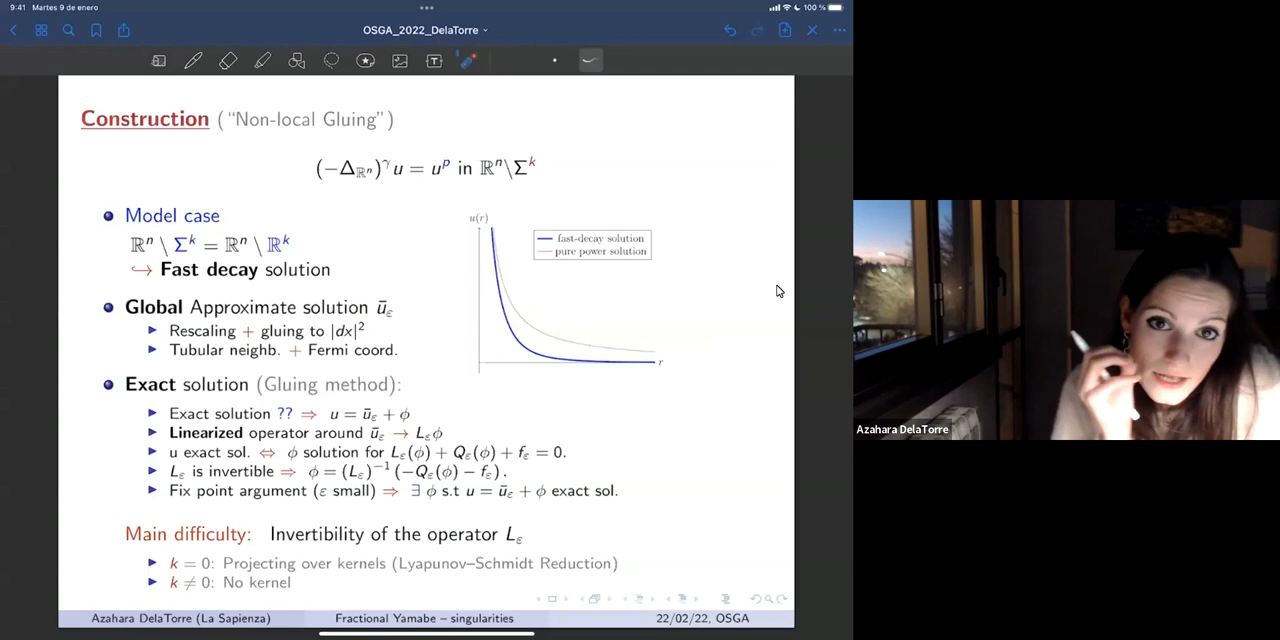 9:41 Martes 9 de enero
100 %
OSGA_2022_DelaTorre
Construction ("Non-local Gluing")
(−Δ_{ℝⁿ})^γ u = u^p in ℝⁿ\Σ^k
Model case
ℝⁿ \ Σ^k = ℝⁿ \ ℝ^k
↪ Fast decay solution
u(r)
fast-decay solution
pure power solution
r
Global Approximate solution ū_ε
Rescaling + gluing to |dx|²
Tubular neighb. + Fermi coord.
Exact solution (Gluing method):
Exact solution ?? ⇒ u = ū_ε + ϕ
Linearized operator around ū_ε → L_ε ϕ
u exact sol. ⇔ ϕ solution for L_ε(ϕ) + Q_ε(ϕ) + f_ε = 0.
L_ε is invertible ⇒ ϕ = (L_ε)⁻¹ (−Q_ε(ϕ) − f_ε).
Fix point argument (ε small) ⇒ ∃ ϕ s.t u = ū_ε + ϕ exact sol.
Main difficulty: Invertibility of the operator L_ε
k = 0: Projecting over kernels (Lyapunov–Schmidt Reduction)
k ≠ 0: No kernel
Azahara DelaTorre (La Sapienza) Fractional Yamabe – singularities 22/02/22, OSGA
Azahara DelaTorre